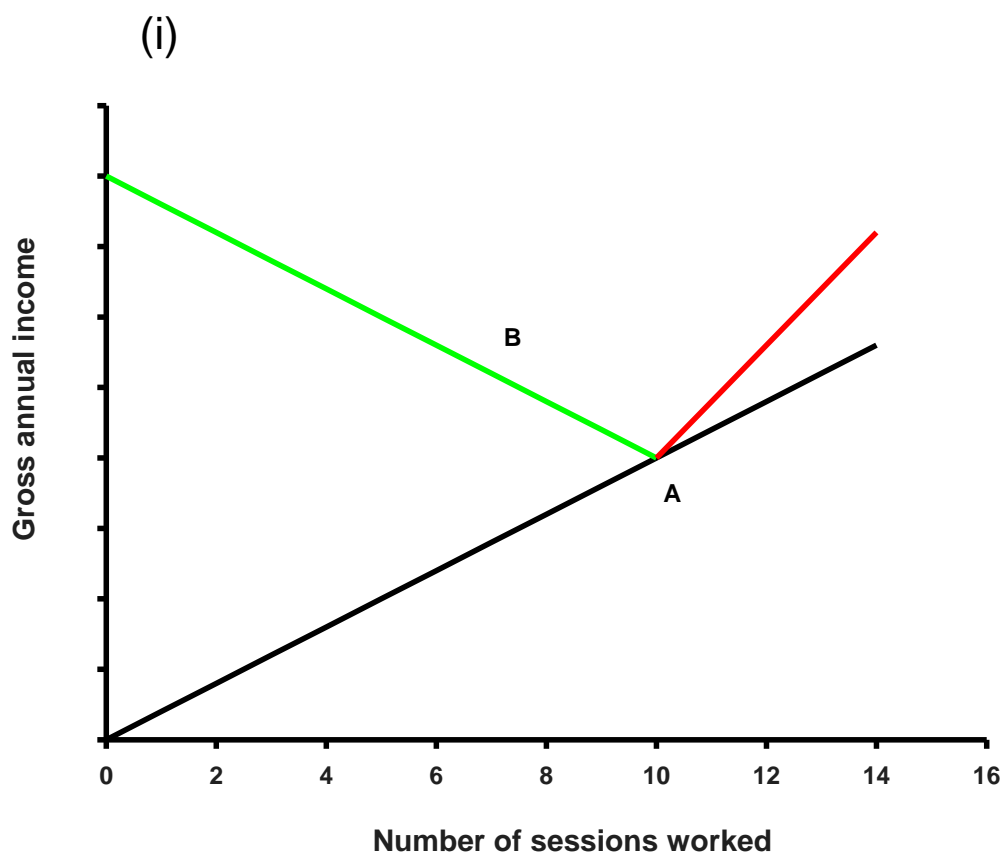 (i)
Gross annual income
B
A
0 2 4 6 8 10 12 14 16
Number of sessions worked